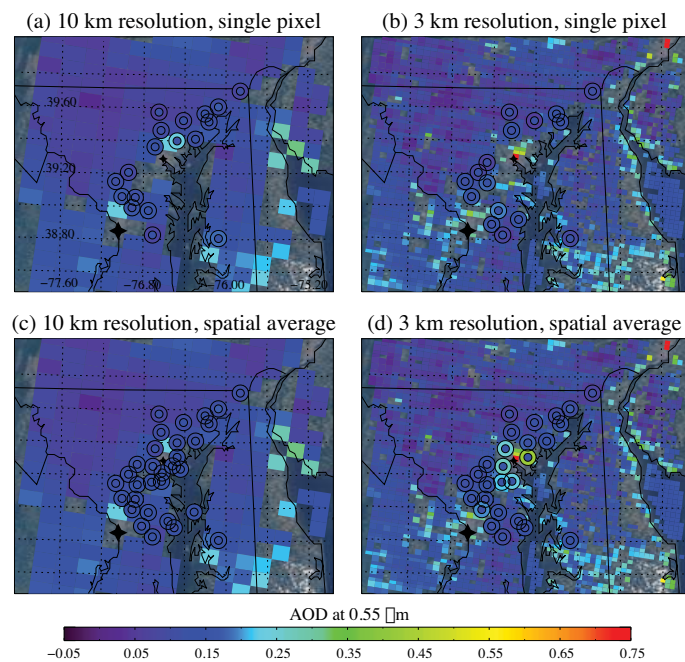 (a) 10 km resolution, single pixel
(b) 3 km resolution, single pixel
39.60
39.20
38.80
−77.60
−76.80
−76.00
−75.20
(c) 10 km resolution, spatial average
(d) 3 km resolution, spatial average
AOD at 0.55 □m
−0.05 0.05 0.15 0.25 0.35 0.45 0.55 0.65 0.75